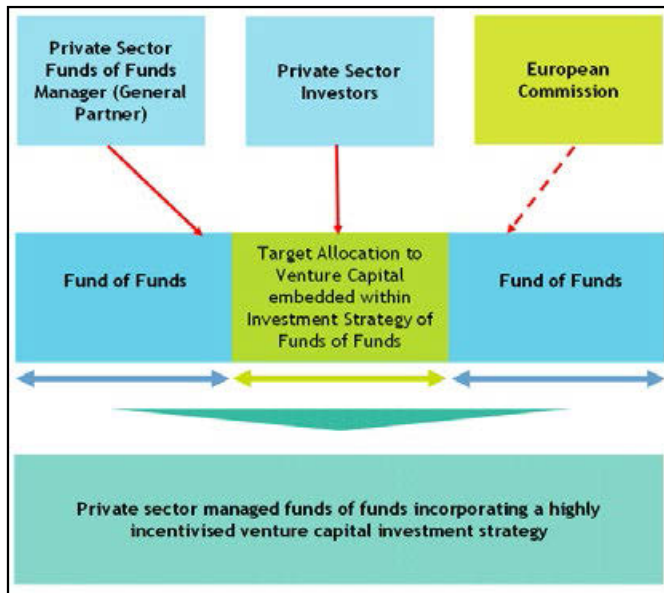 Private Sector
Funds of Funds
Manager (General
Partner)
Private Sector
Investors
European
Commission
Fund of Funds
Target Allocation to
Venture Capital
embedded within
Investment Strategy of
Funds of Funds
Fund of Funds
Private sector managed funds of funds incorporating a highly
incentivised venture capital investment strategy